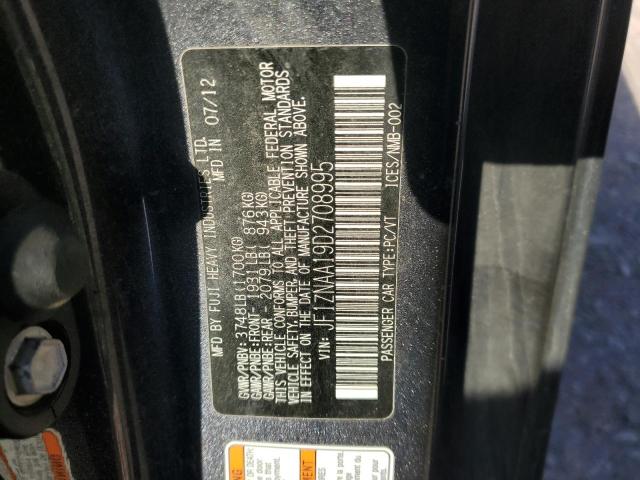 MFD BY FUJI HEAVY INDUSTRIES LTD. MFD IN 07/12
GVWR/PNBV: 3748LB(1700KG)
GAWR/PNBE:FRONT- 1931LB( 876KG)
GAWR/PNBE:REAR- 2079LB( 943KG)
THIS VEHICLE CONFORMS TO ALL APPLICABLE FEDERAL MOTOR
VEHICLE SAFETY, BUMPER, AND THEFT PREVENTION STANDARDS
IN EFFECT ON THE DATE OF MANUFACTURE SHOWN ABOVE.
VIN: JF1ZNAA19D2708995
PASSENGER CAR TYPE:PC/VT ICES/NMB-002
OR DEATH